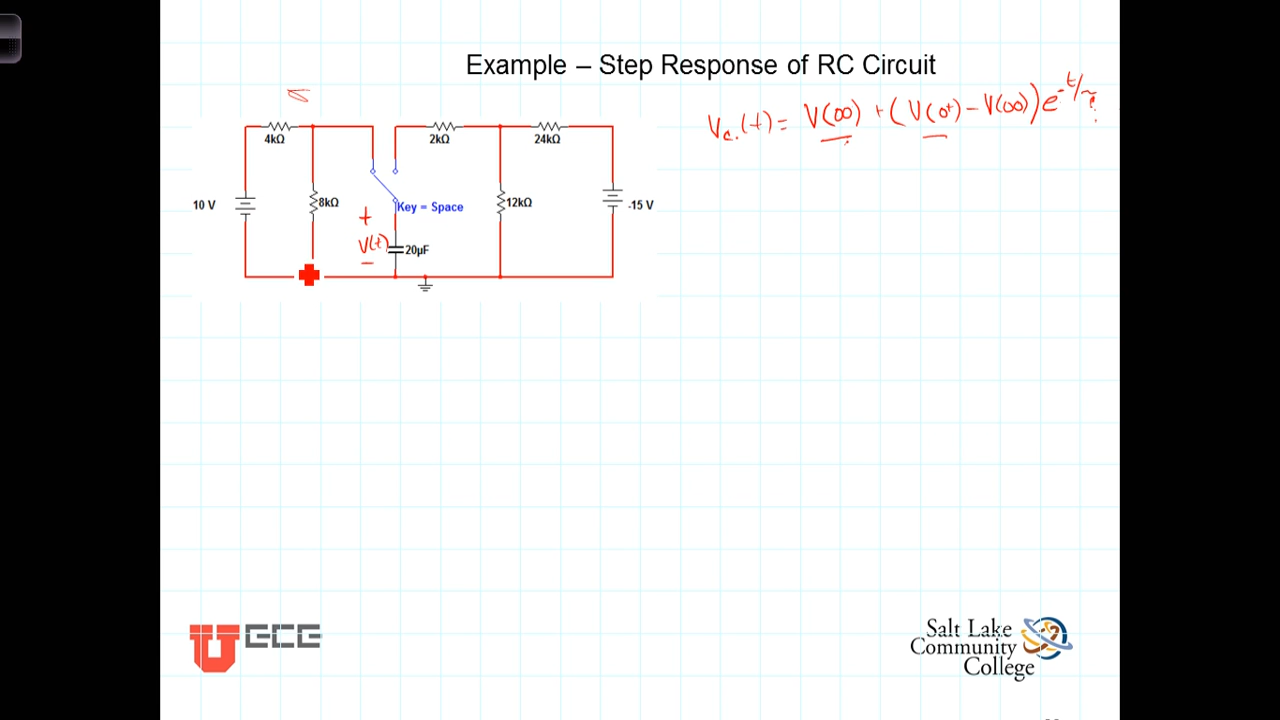 Example – Step Response of RC Circuit
Vc.(t) = V(∞) + (V(0+) – V(∞)) e^-t/~?
4kΩ
2kΩ
24kΩ
10 V
8kΩ
Key = Space
12kΩ
-15 V
+
V(t)
–
20µF
U ECE
Salt Lake
Community
College